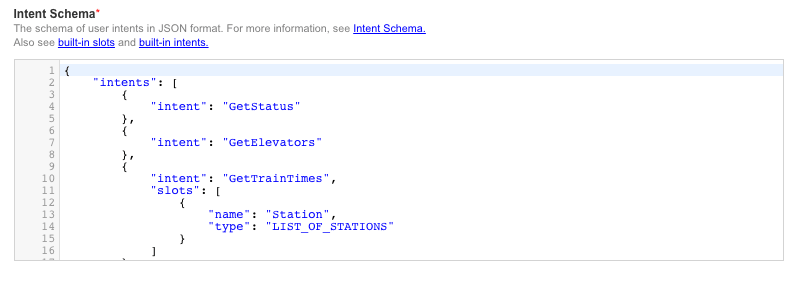 Intent Schema*
The schema of user intents in JSON format. For more information, see Intent Schema.
Also see built-in slots and built-in intents.
1 {
2     "intents": [
3         {
4             "intent": "GetStatus"
5         },
6         {
7             "intent": "GetElevators"
8         },
9         {
10             "intent": "GetTrainTimes",
11             "slots": [
12                 {
13                     "name": "Station",
14                     "type": "LIST_OF_STATIONS"
15                 }
16             ]